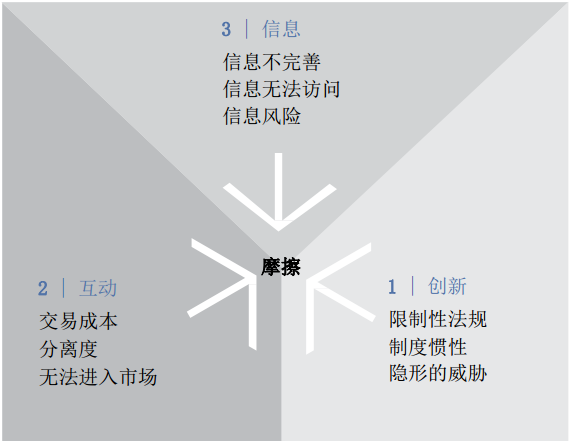 3 | 信息
信息不完善
信息无法访问
信息风险
摩擦
2 | 互动
交易成本
分离度
无法进入市场
1 | 创新
限制性法规
制度惯性
隐形的威胁